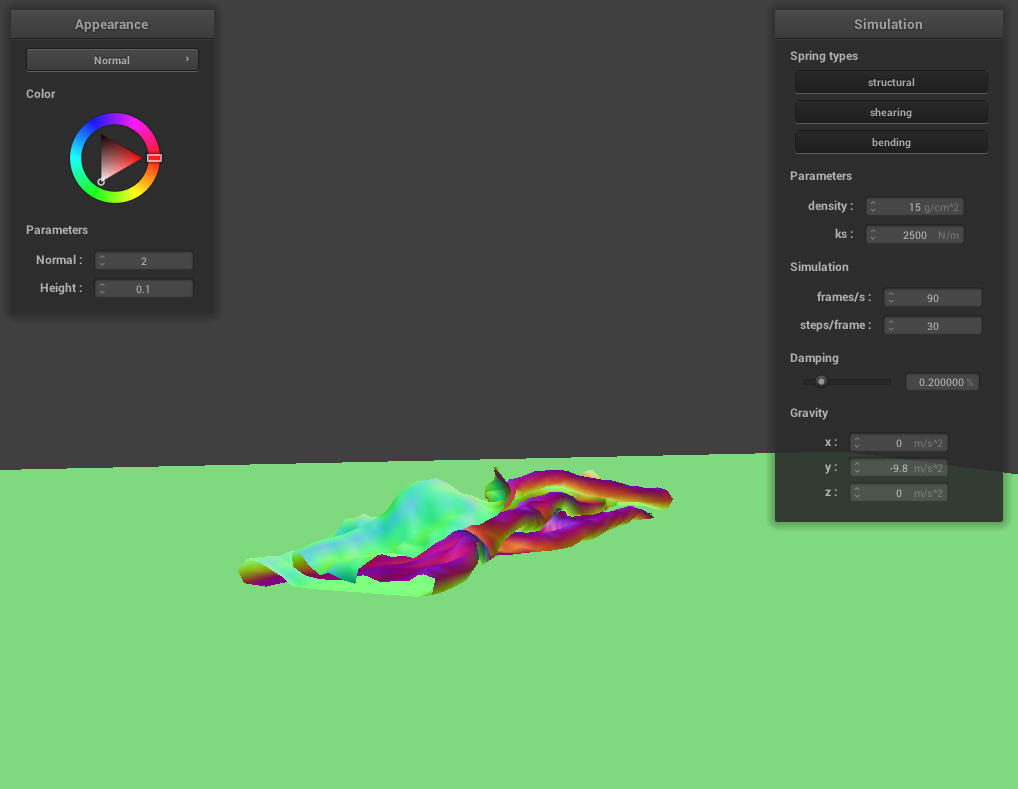 Appearance
Normal
Color
Parameters
Normal : 2
Height : 0.1
Simulation
Spring types
structural
shearing
bending
Parameters
density : 15 g/cm^2
ks : 2500 N/m
Simulation
frames/s : 90
steps/frame : 30
Damping
0.200000 %
Gravity
x : 0 m/s^2
y : -9.8 m/s^2
z : 0 m/s^2